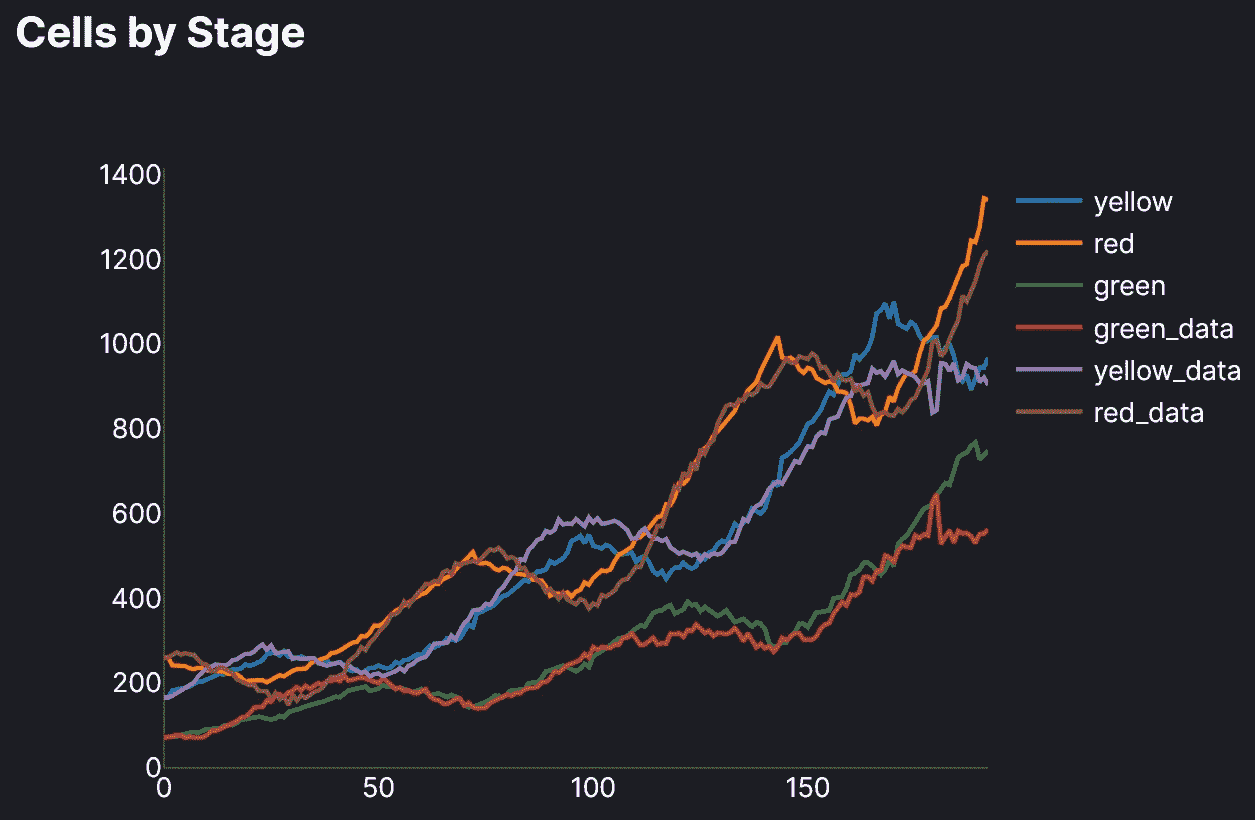 Cells by Stage
1400
1200
1000
800
600
400
200
0
0 50 100 150
yellow
red
green
green_data
yellow_data
red_data